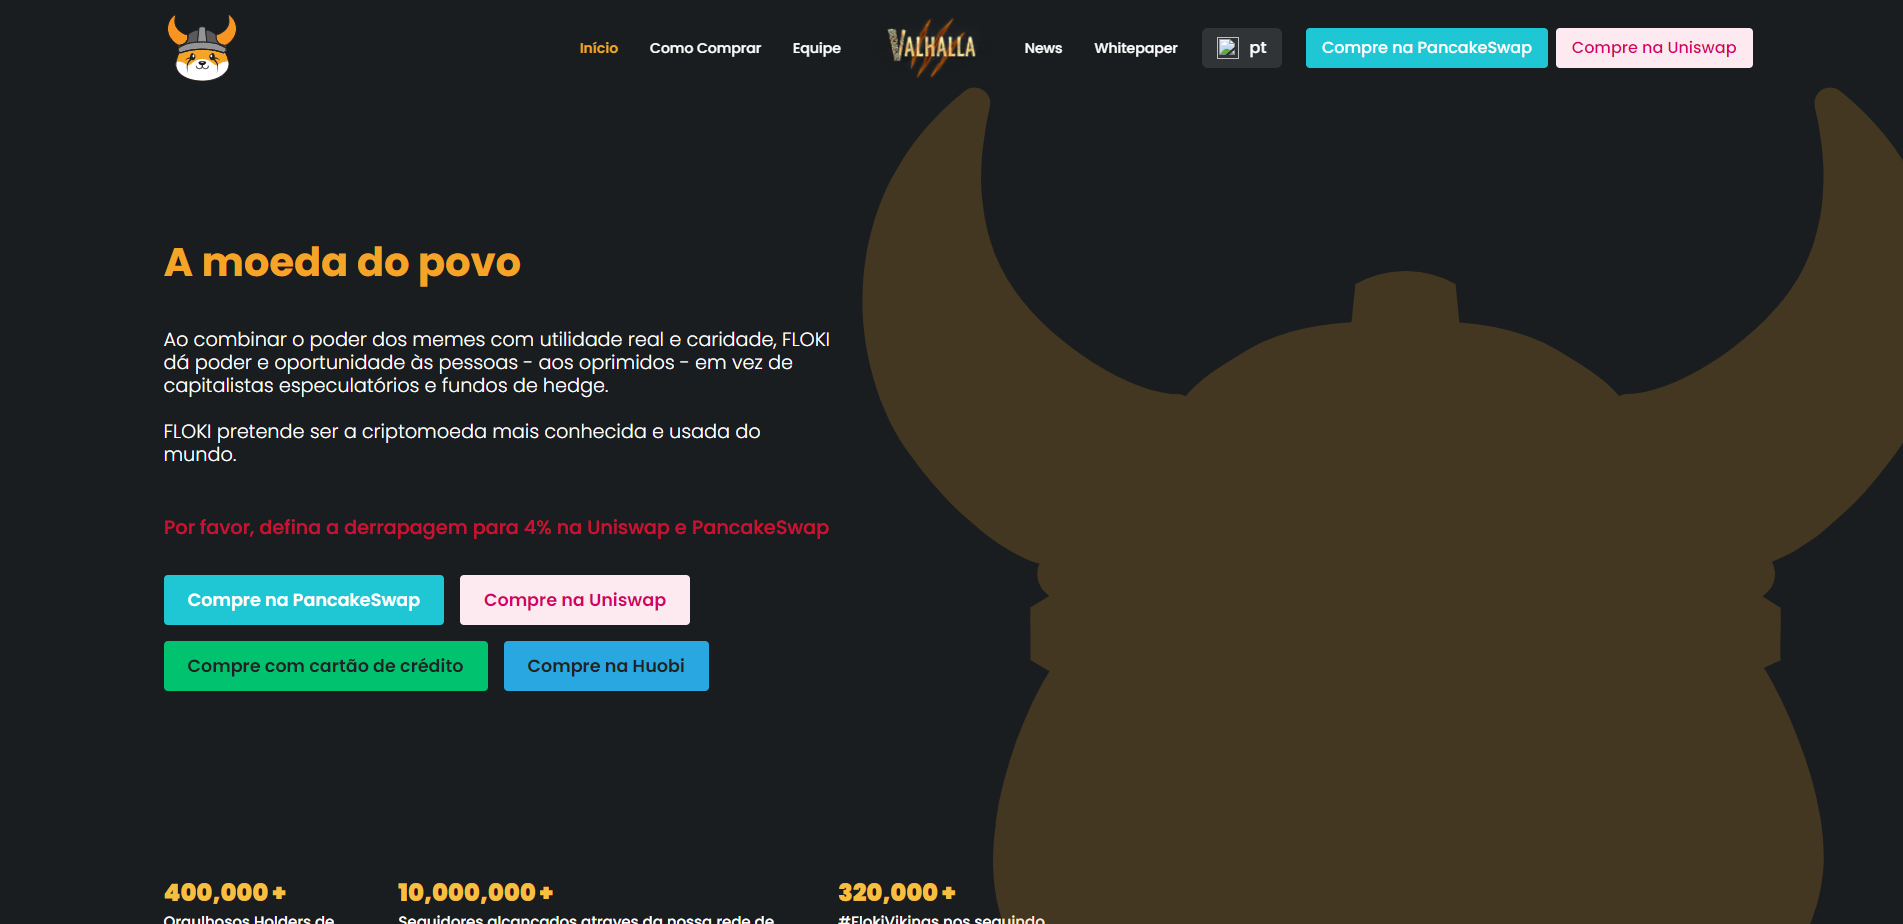 Início
Como Comprar
Equipe
VALHALLA
News
Whitepaper
pt
Compre na PancakeSwap
Compre na Uniswap
A moeda do povo
Ao combinar o poder dos memes com utilidade real e caridade, FLOKI
dá poder e oportunidade às pessoas - aos oprimidos - em vez de
capitalistas especulatórios e fundos de hedge.
FLOKI pretende ser a criptomoeda mais conhecida e usada do
mundo.
Por favor, defina a derrapagem para 4% na Uniswap e PancakeSwap
Compre na PancakeSwap
Compre na Uniswap
Compre com cartão de crédito
Compre na Huobi
400,000+
10,000,000+
320,000+
Orgulhosos Holders de
Seguidores alcançados atraves da nossa rede de
#FlokiVikings nos seguindo